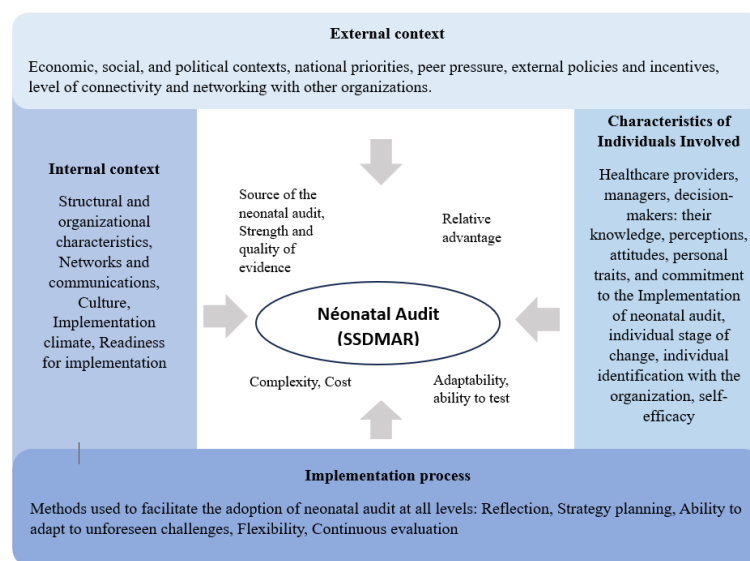 External context
Economic, social, and political contexts, national priorities, peer pressure, external policies and incentives,
level of connectivity and networking with other organizations.
Internal context
Structural and
organizational
characteristics,
Networks and
communications,
Culture,
Implementation
climate, Readiness
for implementation
Source of the
neonatal audit,
Strength and
quality of
evidence
Relative
advantage
Néonatal Audit
(SSDMAR)
Complexity, Cost
Adaptability,
ability to test
Characteristics of
Individuals Involved
Healthcare providers,
managers, decision-
makers: their
knowledge, perceptions,
attitudes, personal
traits, and commitment
to the Implementation
of neonatal audit,
individual stage of
change, individual
identification with the
organization, self-
efficacy
Implementation process
Methods used to facilitate the adoption of neonatal audit at all levels: Reflection, Strategy planning, Ability to
adapt to unforeseen challenges, Flexibility, Continuous evaluation